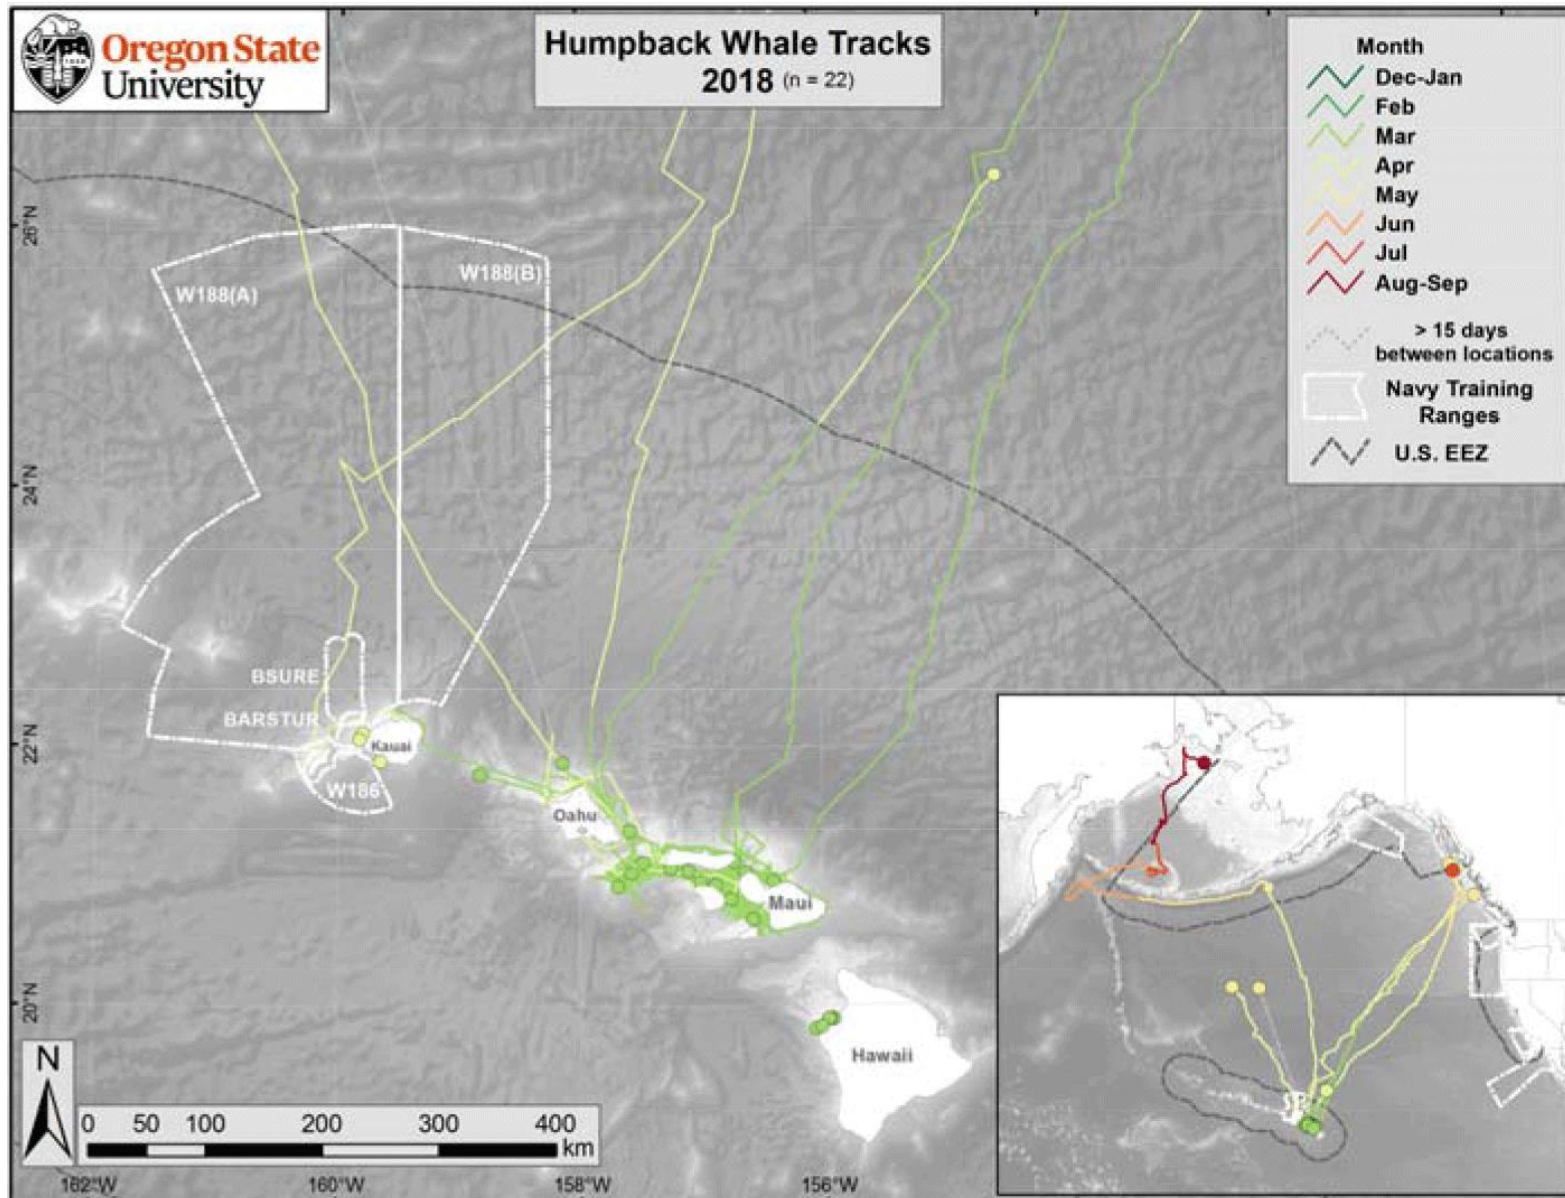 Oregon State
University
Humpback Whale Tracks
2018 (n = 22)
Month
Dec-Jan
Feb
Mar
Apr
May
Jun
Jul
Aug-Sep
> 15 days
between locations
Navy Training
Ranges
U.S. EEZ
26°N
24°N
22°N
20°N
W188(A)
W188(B)
BSURE
BARSTUR
Kauai
W186
Oahu
Maui
Hawaii
N
0 50 100 200 300 400
km
162°W 160°W 158°W 156°W